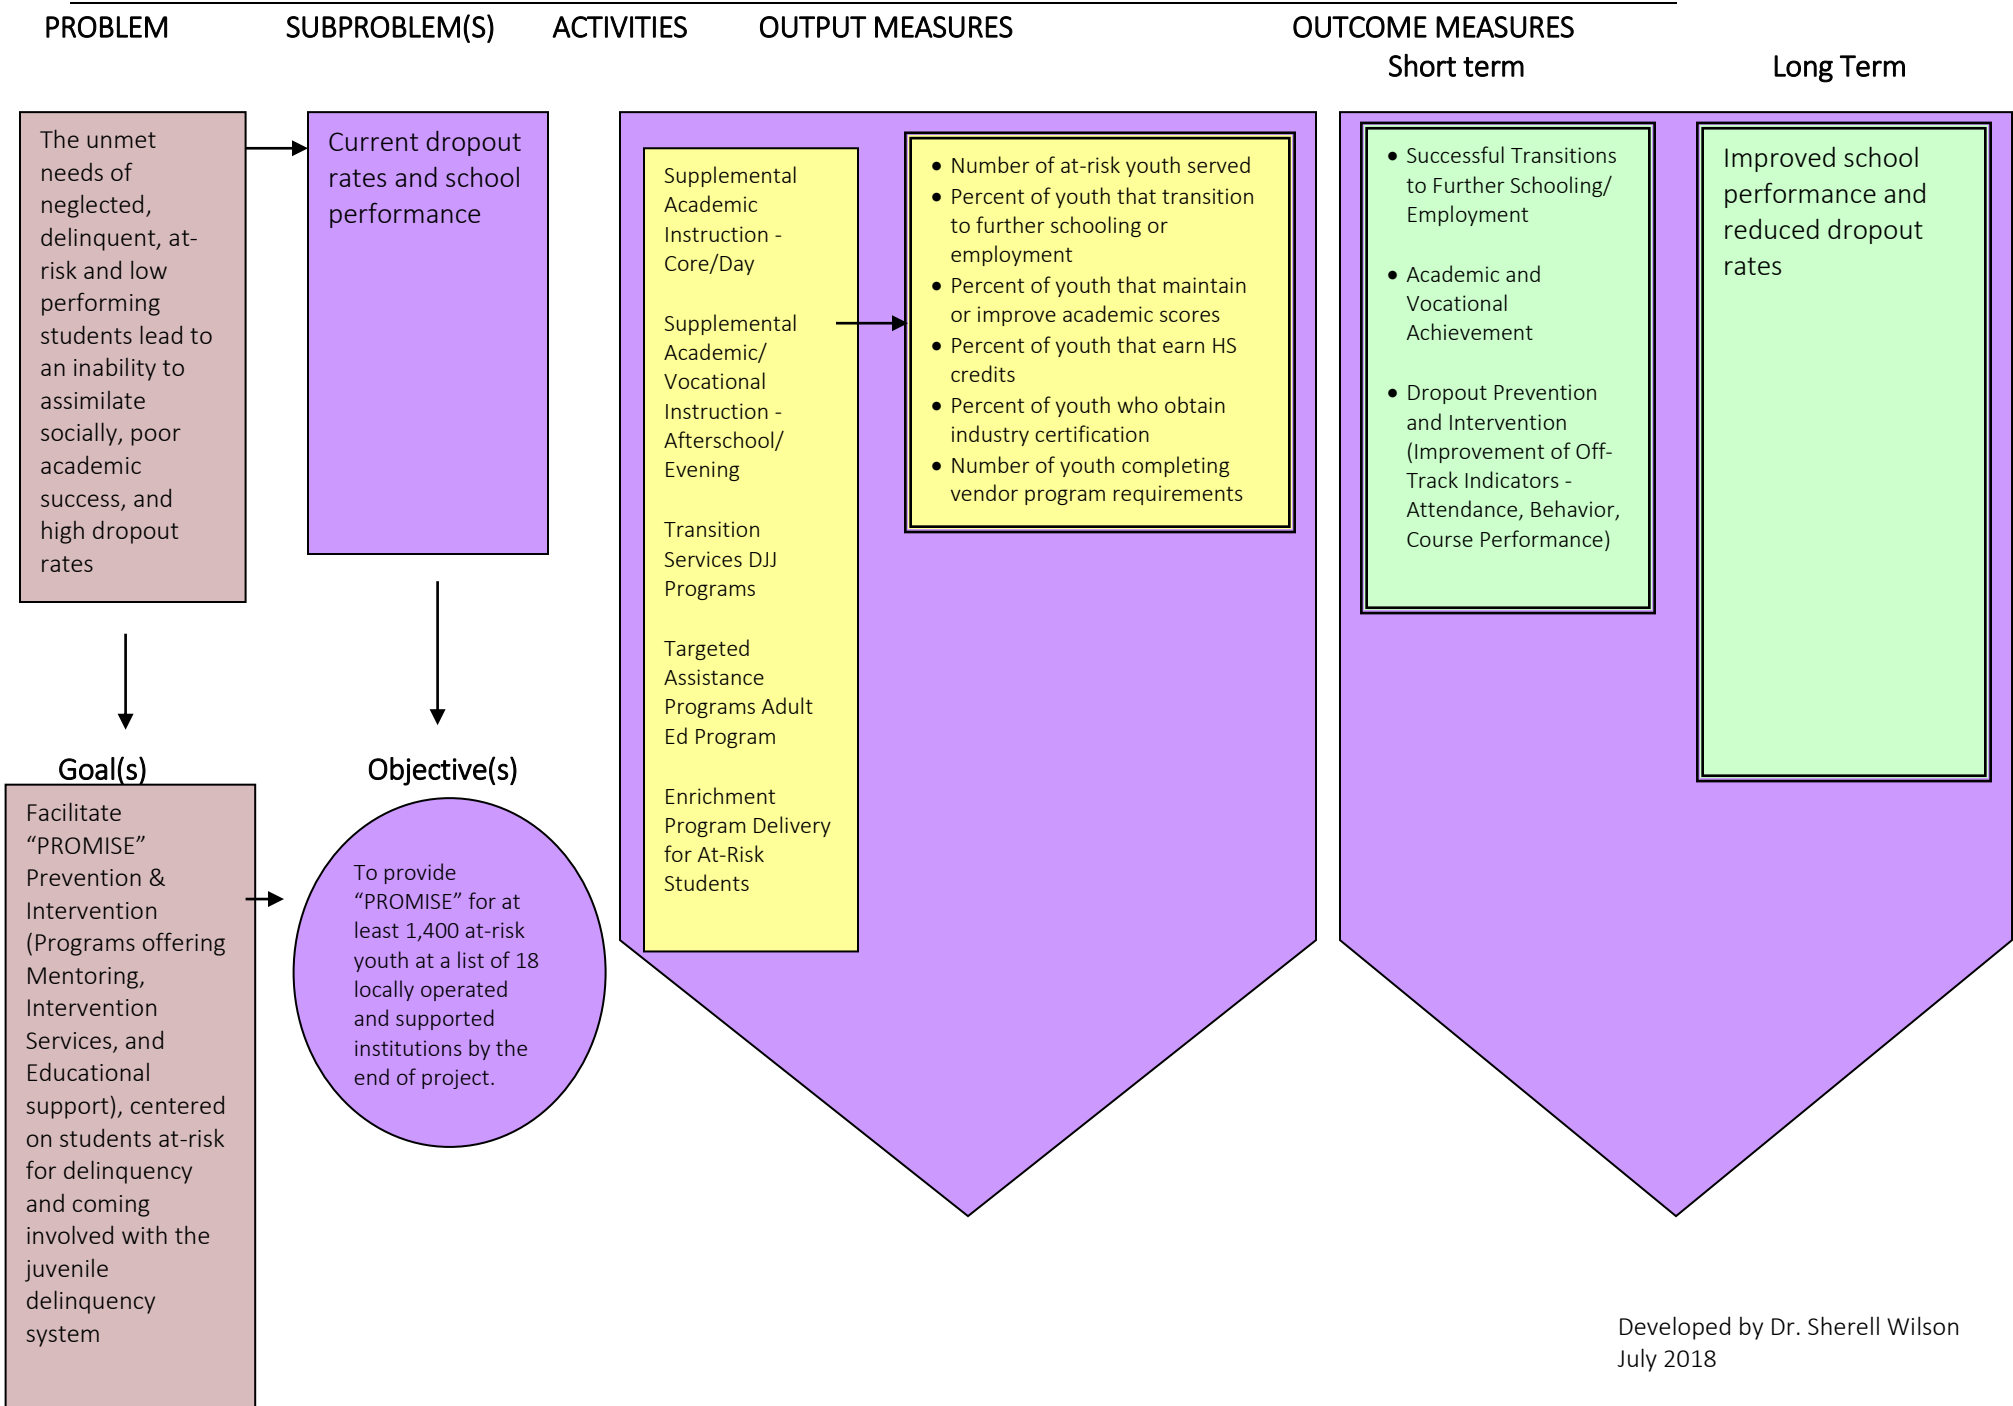 PROBLEM
SUBPROBLEM(S)
ACTIVITIES
OUTPUT MEASURES
OUTCOME MEASURES
Short term
Long Term
The unmet
needs of
neglected,
delinquent, at-
risk and low
performing
students lead to
an inability to
assimilate
socially, poor
academic
success, and
high dropout
rates
Current dropout
rates and school
performance
Supplemental
Academic
Instruction -
Core/Day
Supplemental
Academic/
Vocational
Instruction -
Afterschool/
Evening
Transition
Services DJJ
Programs
Targeted
Assistance
Programs Adult
Ed Program
Enrichment
Program Delivery
for At-Risk
Students
• Number of at-risk youth served
• Percent of youth that transition
to further schooling or
employment
• Percent of youth that maintain
or improve academic scores
• Percent of youth that earn HS
credits
• Percent of youth who obtain
industry certification
• Number of youth completing
vendor program requirements
• Successful Transitions
to Further Schooling/
Employment
• Academic and
Vocational
Achievement
• Dropout Prevention
and Intervention
(Improvement of Off-
Track Indicators -
Attendance, Behavior,
Course Performance)
Improved school
performance and
reduced dropout
rates
Goal(s)
Facilitate
“PROMISE”
Prevention &
Intervention
(Programs offering
Mentoring,
Intervention
Services, and
Educational
support), centered
on students at-risk
for delinquency
and coming
involved with the
juvenile
delinquency
system
Objective(s)
To provide
“PROMISE” for at
least 1,400 at-risk
youth at a list of 18
locally operated
and supported
institutions by the
end of project.
Developed by Dr. Sherell Wilson
July 2018